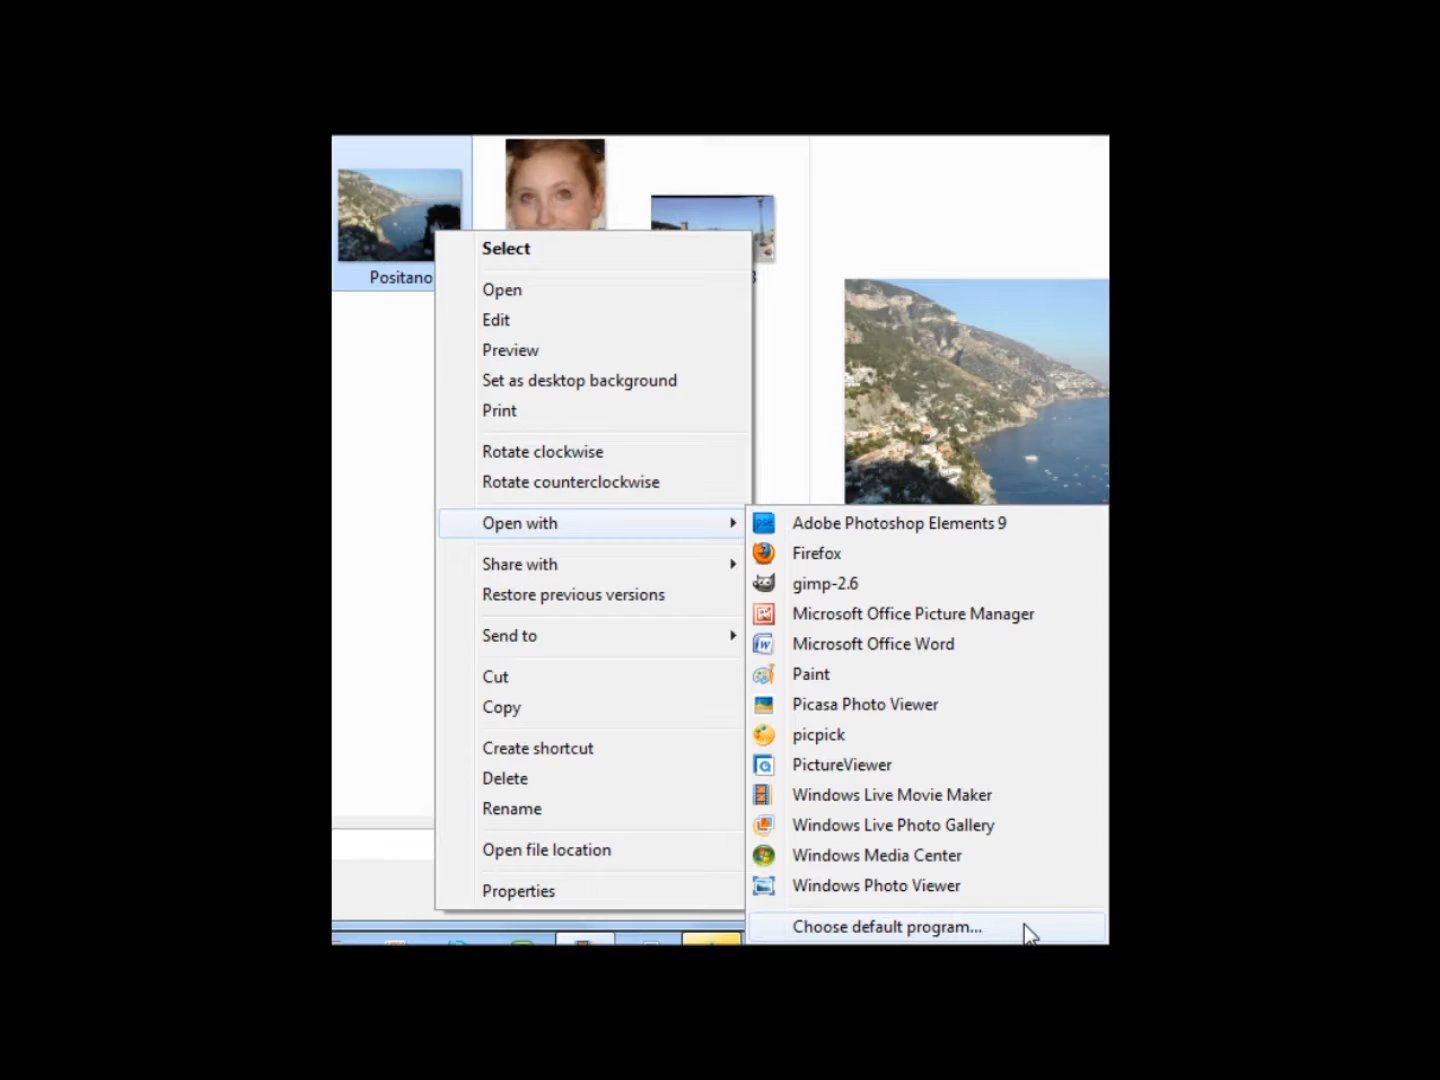 Positano
Select
Open
Edit
Preview
Set as desktop background
Print
Rotate clockwise
Rotate counterclockwise
Open with
Share with
Restore previous versions
Send to
Cut
Copy
Create shortcut
Delete
Rename
Open file location
Properties
Adobe Photoshop Elements 9
Firefox
gimp-2.6
Microsoft Office Picture Manager
Microsoft Office Word
Paint
Picasa Photo Viewer
picpick
PictureViewer
Windows Live Movie Maker
Windows Live Photo Gallery
Windows Media Center
Windows Photo Viewer
Choose default program...